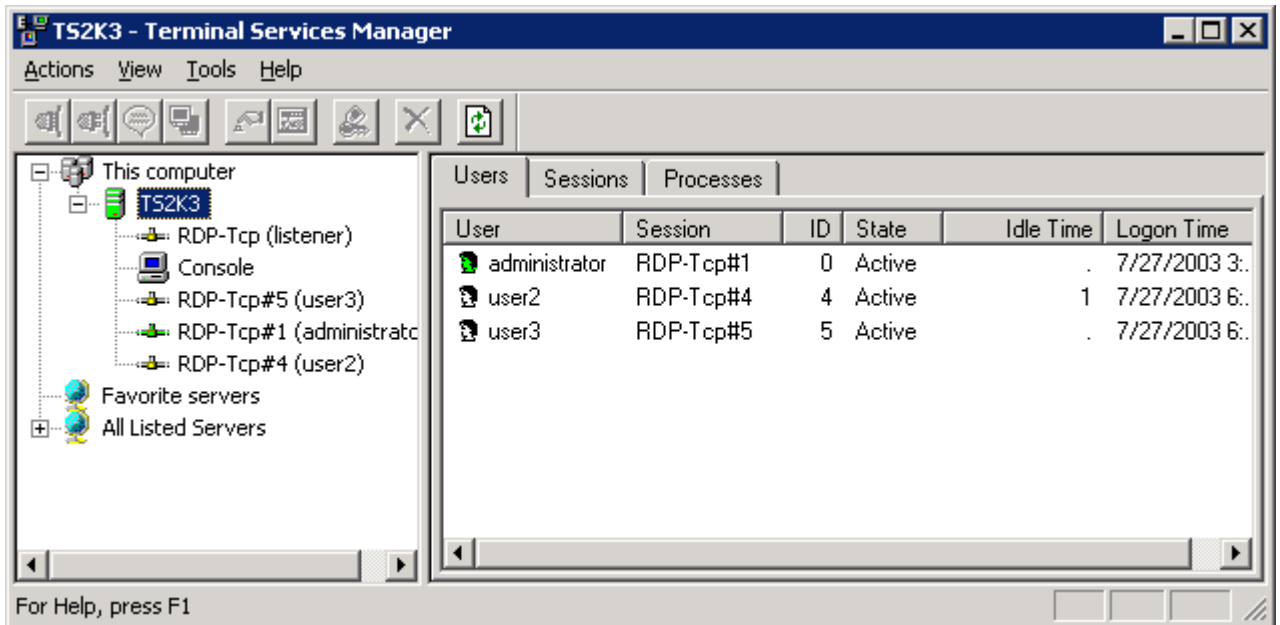 TS2K3 - Terminal Services Manager
Actions View Tools Help
This computer
TS2K3
RDP-Tcp (listener)
Console
RDP-Tcp#5 (user3)
RDP-Tcp#1 (administratc
RDP-Tcp#4 (user2)
Favorite servers
All Listed Servers
Users Sessions Processes
User Session ID State Idle Time Logon Time
administrator RDP-Tcp#1 0 Active . 7/27/2003 3:.
user2 RDP-Tcp#4 4 Active 1 7/27/2003 6:.
user3 RDP-Tcp#5 5 Active . 7/27/2003 6:.
For Help, press F1